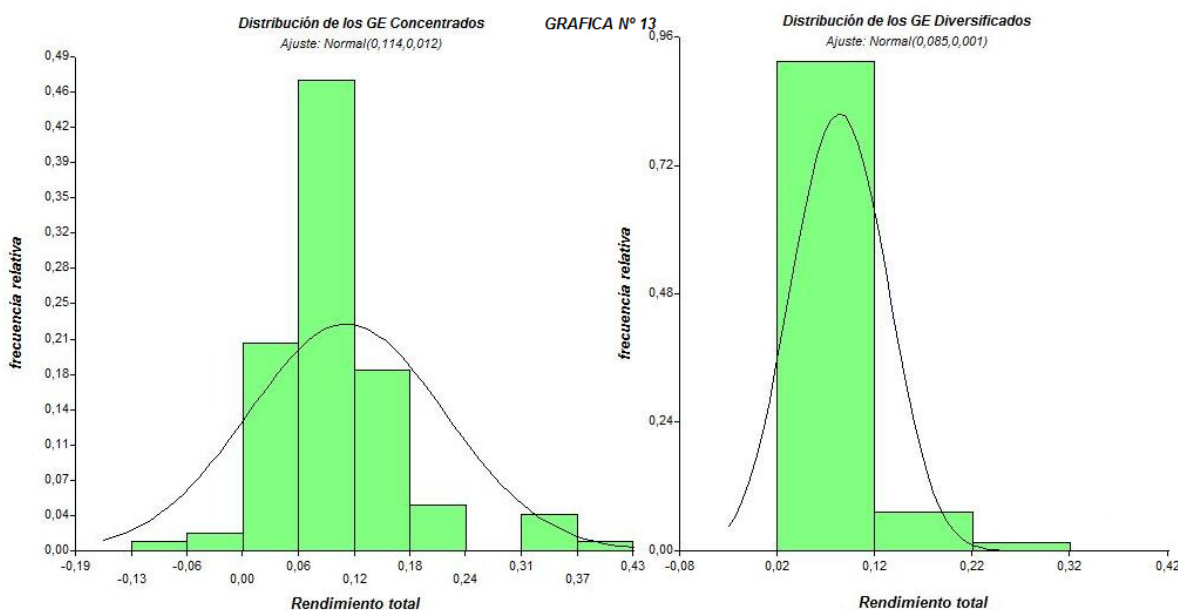 GRAFICA Nº 13
Distribución de los GE Concentrados
Ajuste: Normal(0,114,0,012)
0,49
0,46
0,42
0,39
0,35
0,32
0,28
0,25
0,21
0,18
0,14
0,11
0,07
0,04
0,00
frecuencia relativa
-0,19 -0,13 -0,06 0,00 0,06 0,12 0,18 0,24 0,31 0,37 0,43
Rendimiento total
Distribución de los GE Diversificados
Ajuste: Normal(0,085,0,001)
0,96
0,72
0,48
0,24
0,00
frecuencia relativa
-0,08 0,02 0,12 0,22 0,32 0,42
Rendimiento total